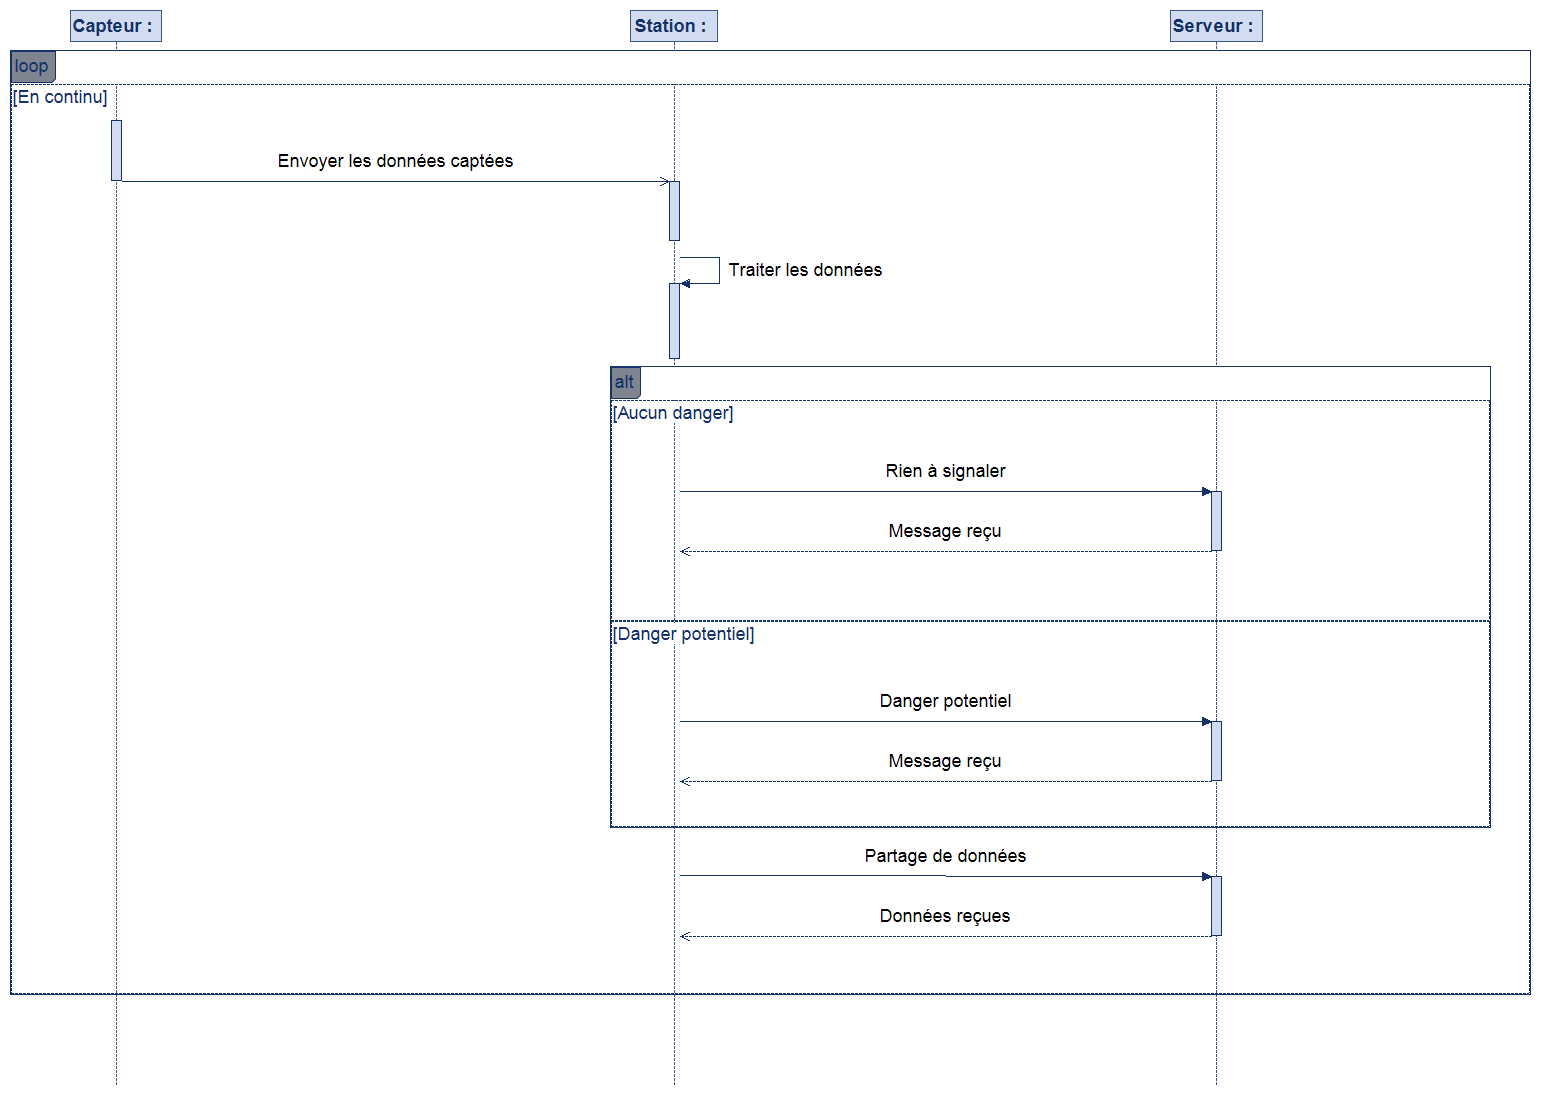 Capteur :
Station :
Serveur :
loop
[En continu]
Envoyer les données captées
Traiter les données
alt
[Aucun danger]
Rien à signaler
Message reçu
[Danger potentiel]
Danger potentiel
Message reçu
Partage de données
Données reçues